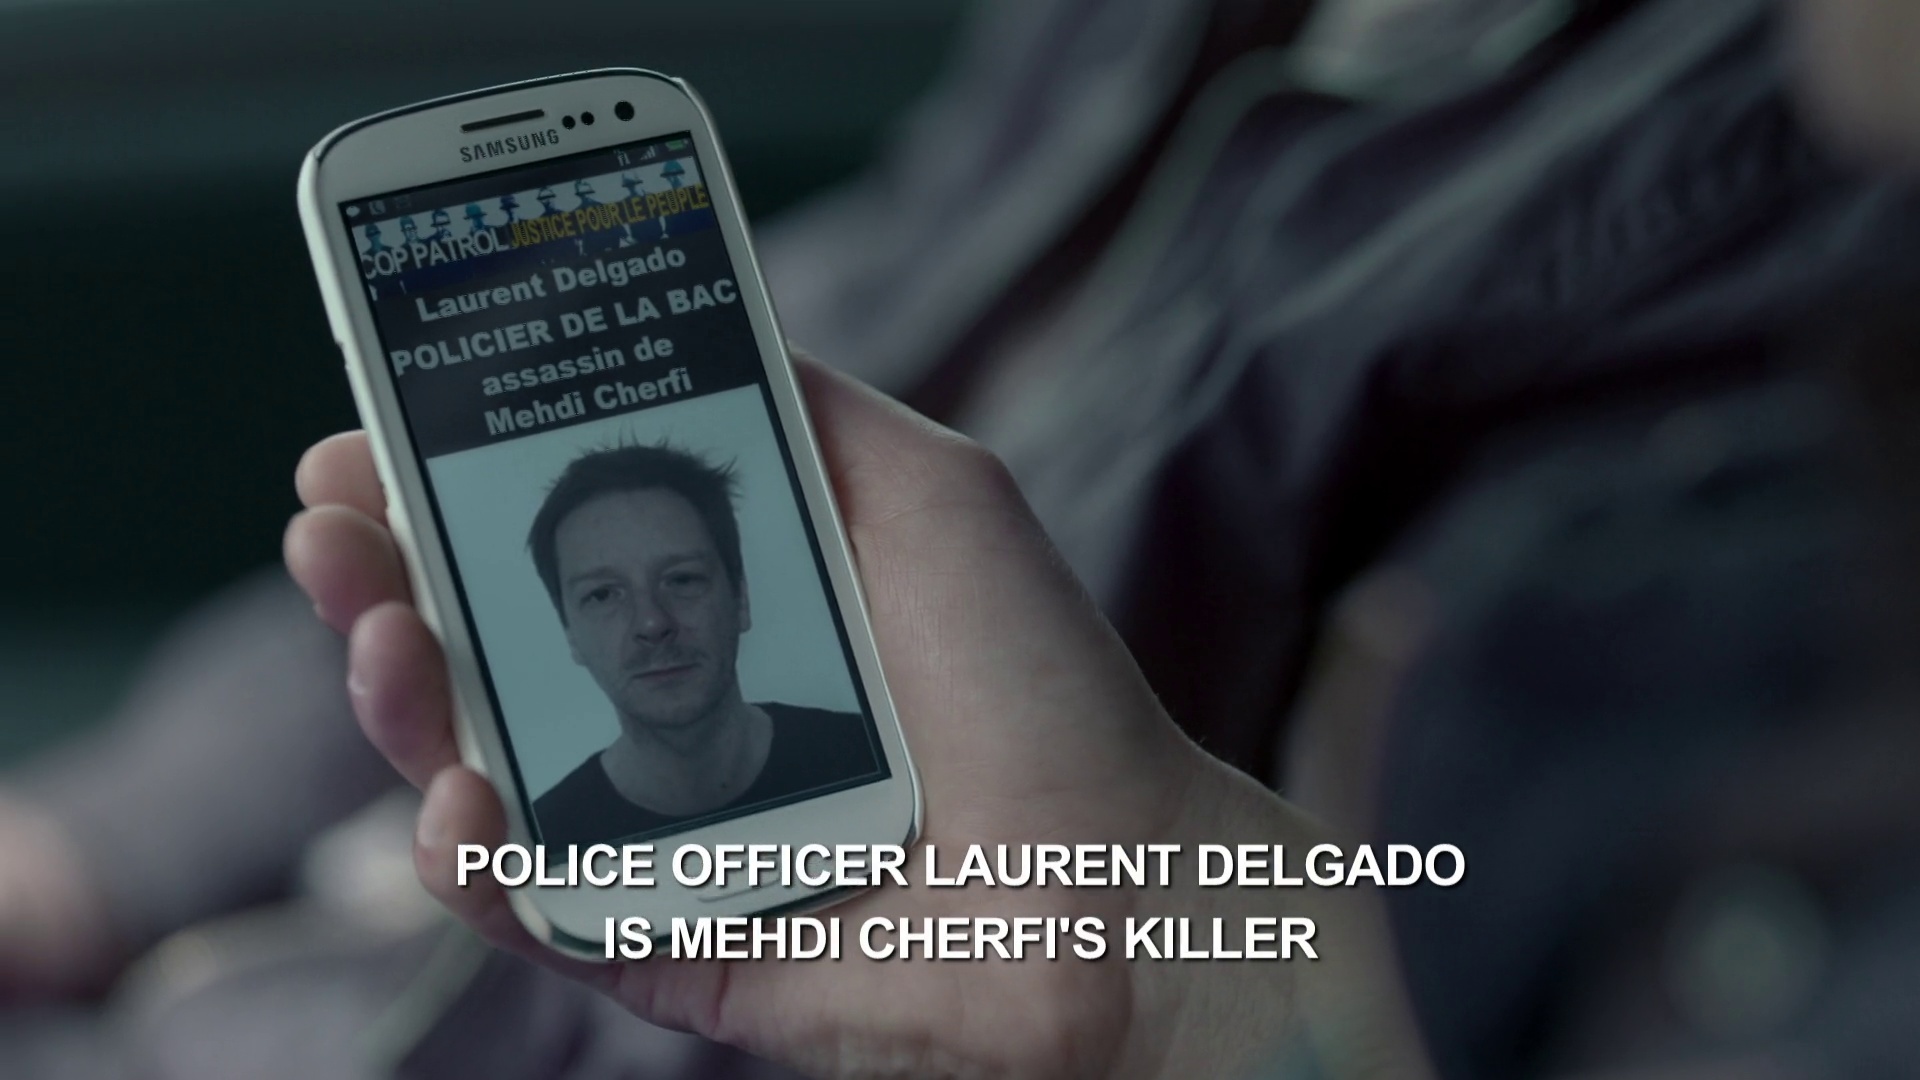 SAMSUNG
COP PATROL JUSTICE POUR LE PEUPLE
Laurent Delgado
POLICIER DE LA BAC
assassin de
Mehdi Cherfi
POLICE OFFICER LAURENT DELGADO
IS MEHDI CHERFI'S KILLER